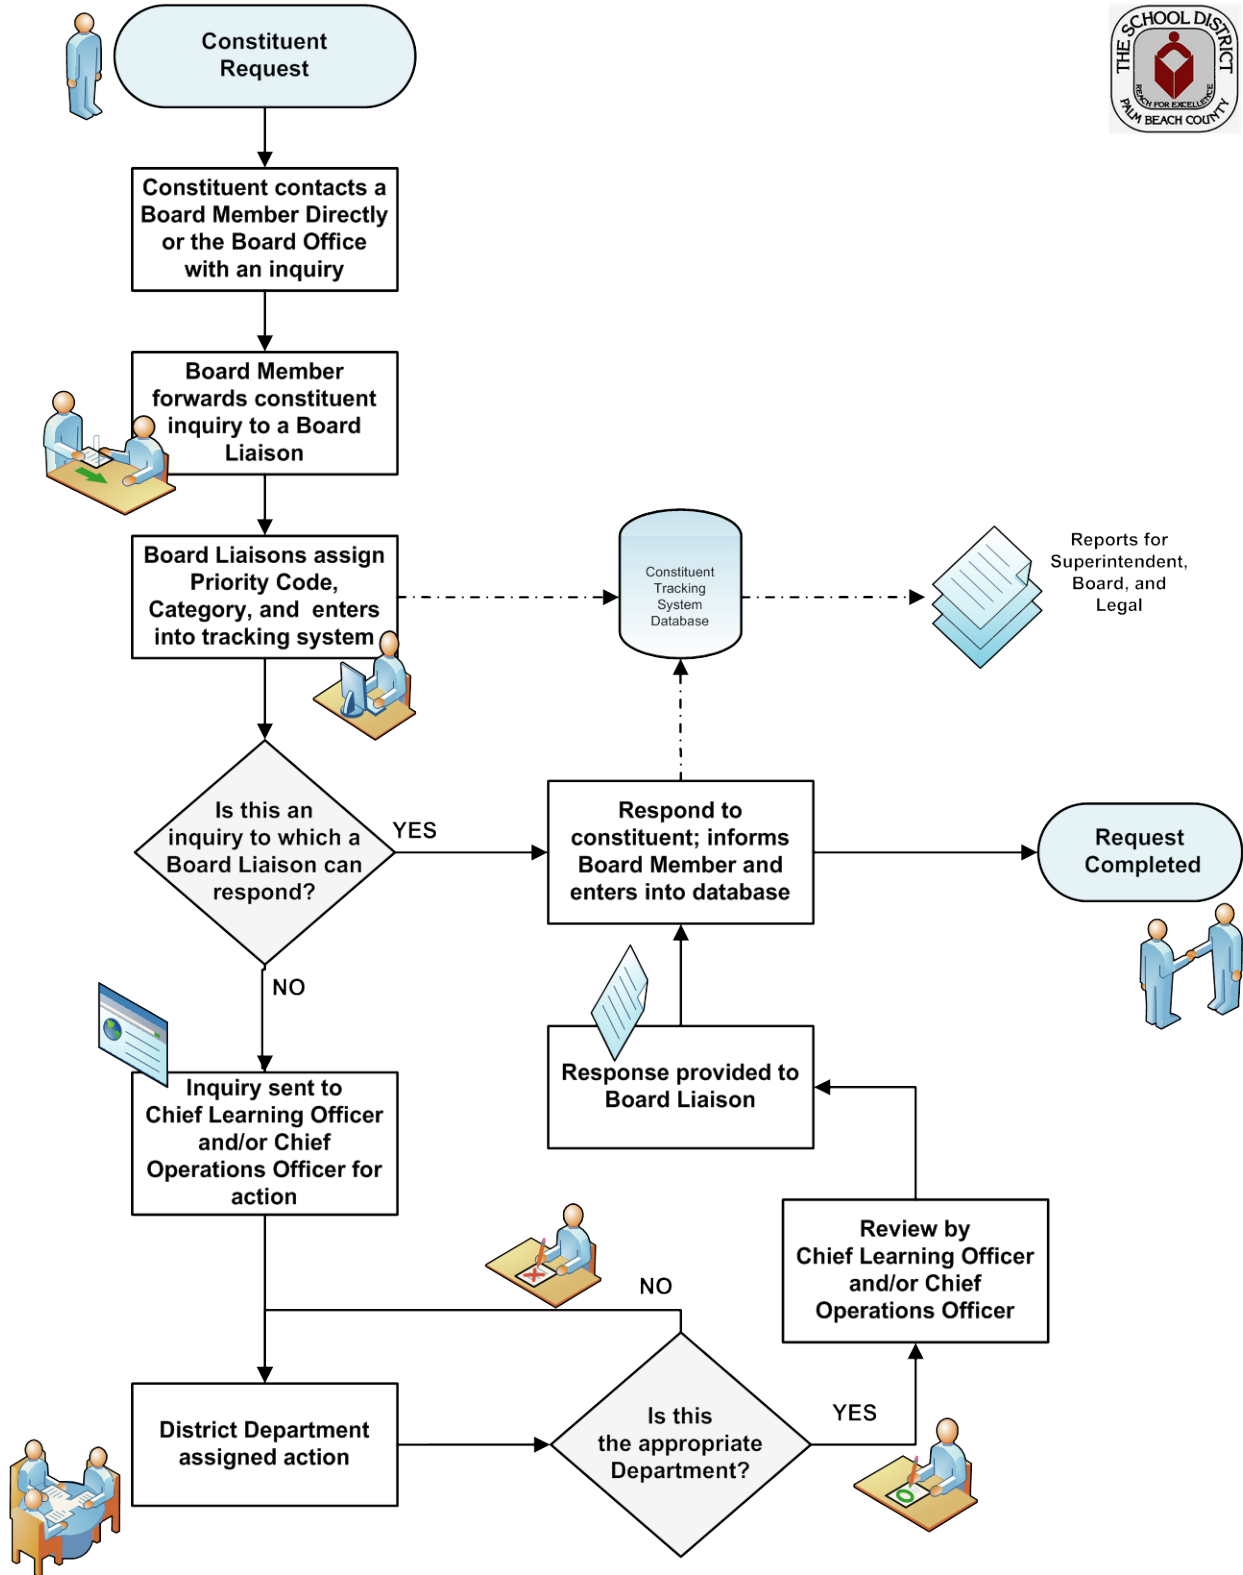 Constituent
Request
THE SCHOOL DISTRICT
REACH FOR EXCELLENCE
PALM BEACH COUNTY
Constituent contacts a
Board Member Directly
or the Board Office
with an inquiry
Board Member
forwards constituent
inquiry to a Board
Liaison
Board Liaisons assign
Priority Code,
Category, and enters
into tracking system
Constituent
Tracking
System
Database
Reports for
Superintendent,
Board, and
Legal
Is this an
inquiry to which a
Board Liaison can
respond?
YES
Respond to
constituent; informs
Board Member and
enters into database
Request
Completed
NO
Inquiry sent to
Chief Learning Officer
and/or Chief
Operations Officer for
action
Response provided to
Board Liaison
Review by
Chief Learning Officer
and/or Chief
Operations Officer
NO
District Department
assigned action
Is this
the appropriate
Department?
YES